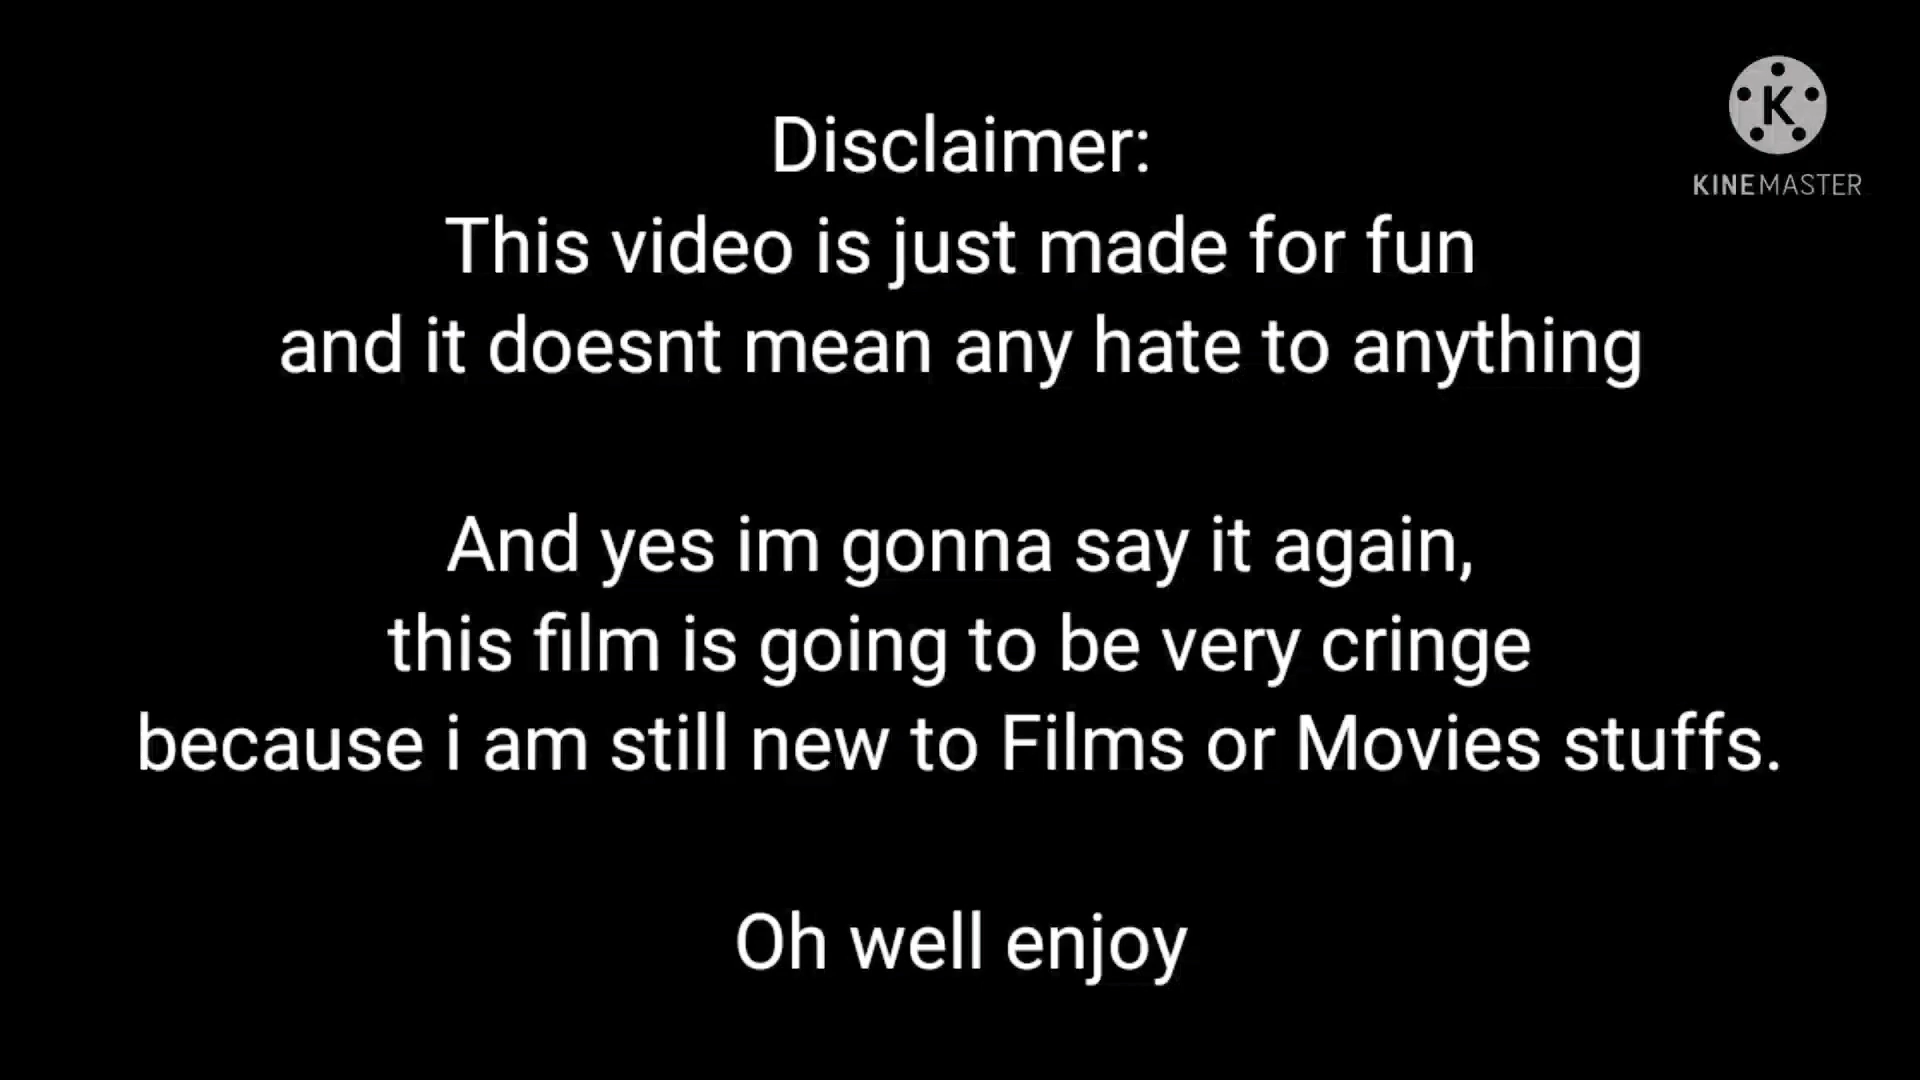 K
KINEMASTER
Disclaimer:
This video is just made for fun
and it doesnt mean any hate to anything
And yes im gonna say it again,
this film is going to be very cringe
because i am still new to Films or Movies stuffs.
Oh well enjoy